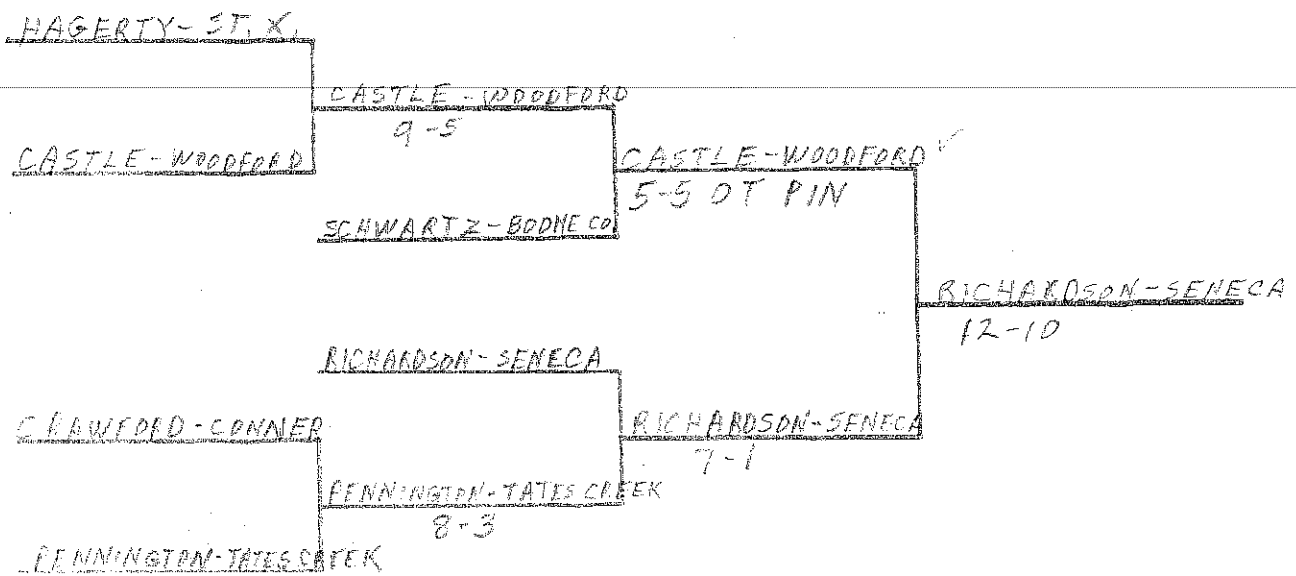 HAGERTY-ST. X.
CASTLE-WOODFORD
9-5
CASTLE-WOODFORD
CASTLE-WOODFORD
5-5 OT PIN
SCHWARTZ-BOONE CO.
RICHARDSON-SENECA
12-10
RICHARDSON-SENECA
CRAWFORD-CONNER
RICHARDSON-SENECA
7-1
PENNINGTON-TATES CREEK
8-3
PENNINGTON-TATES CREEK